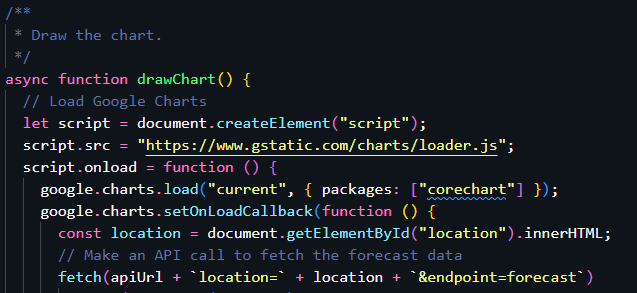 /**
 * Draw the chart.
 */
async function drawChart() {
  // Load Google Charts
  let script = document.createElement("script");
  script.src = "https://www.gstatic.com/charts/loader.js";
  script.onload = function () {
    google.charts.load("current", { packages: ["corechart"] });
    google.charts.setOnLoadCallback(function () {
      const location = document.getElementById("location").innerHTML;
      // Make an API call to fetch the forecast data
      fetch(apiUrl + `location=` + location + `&endpoint=forecast`)